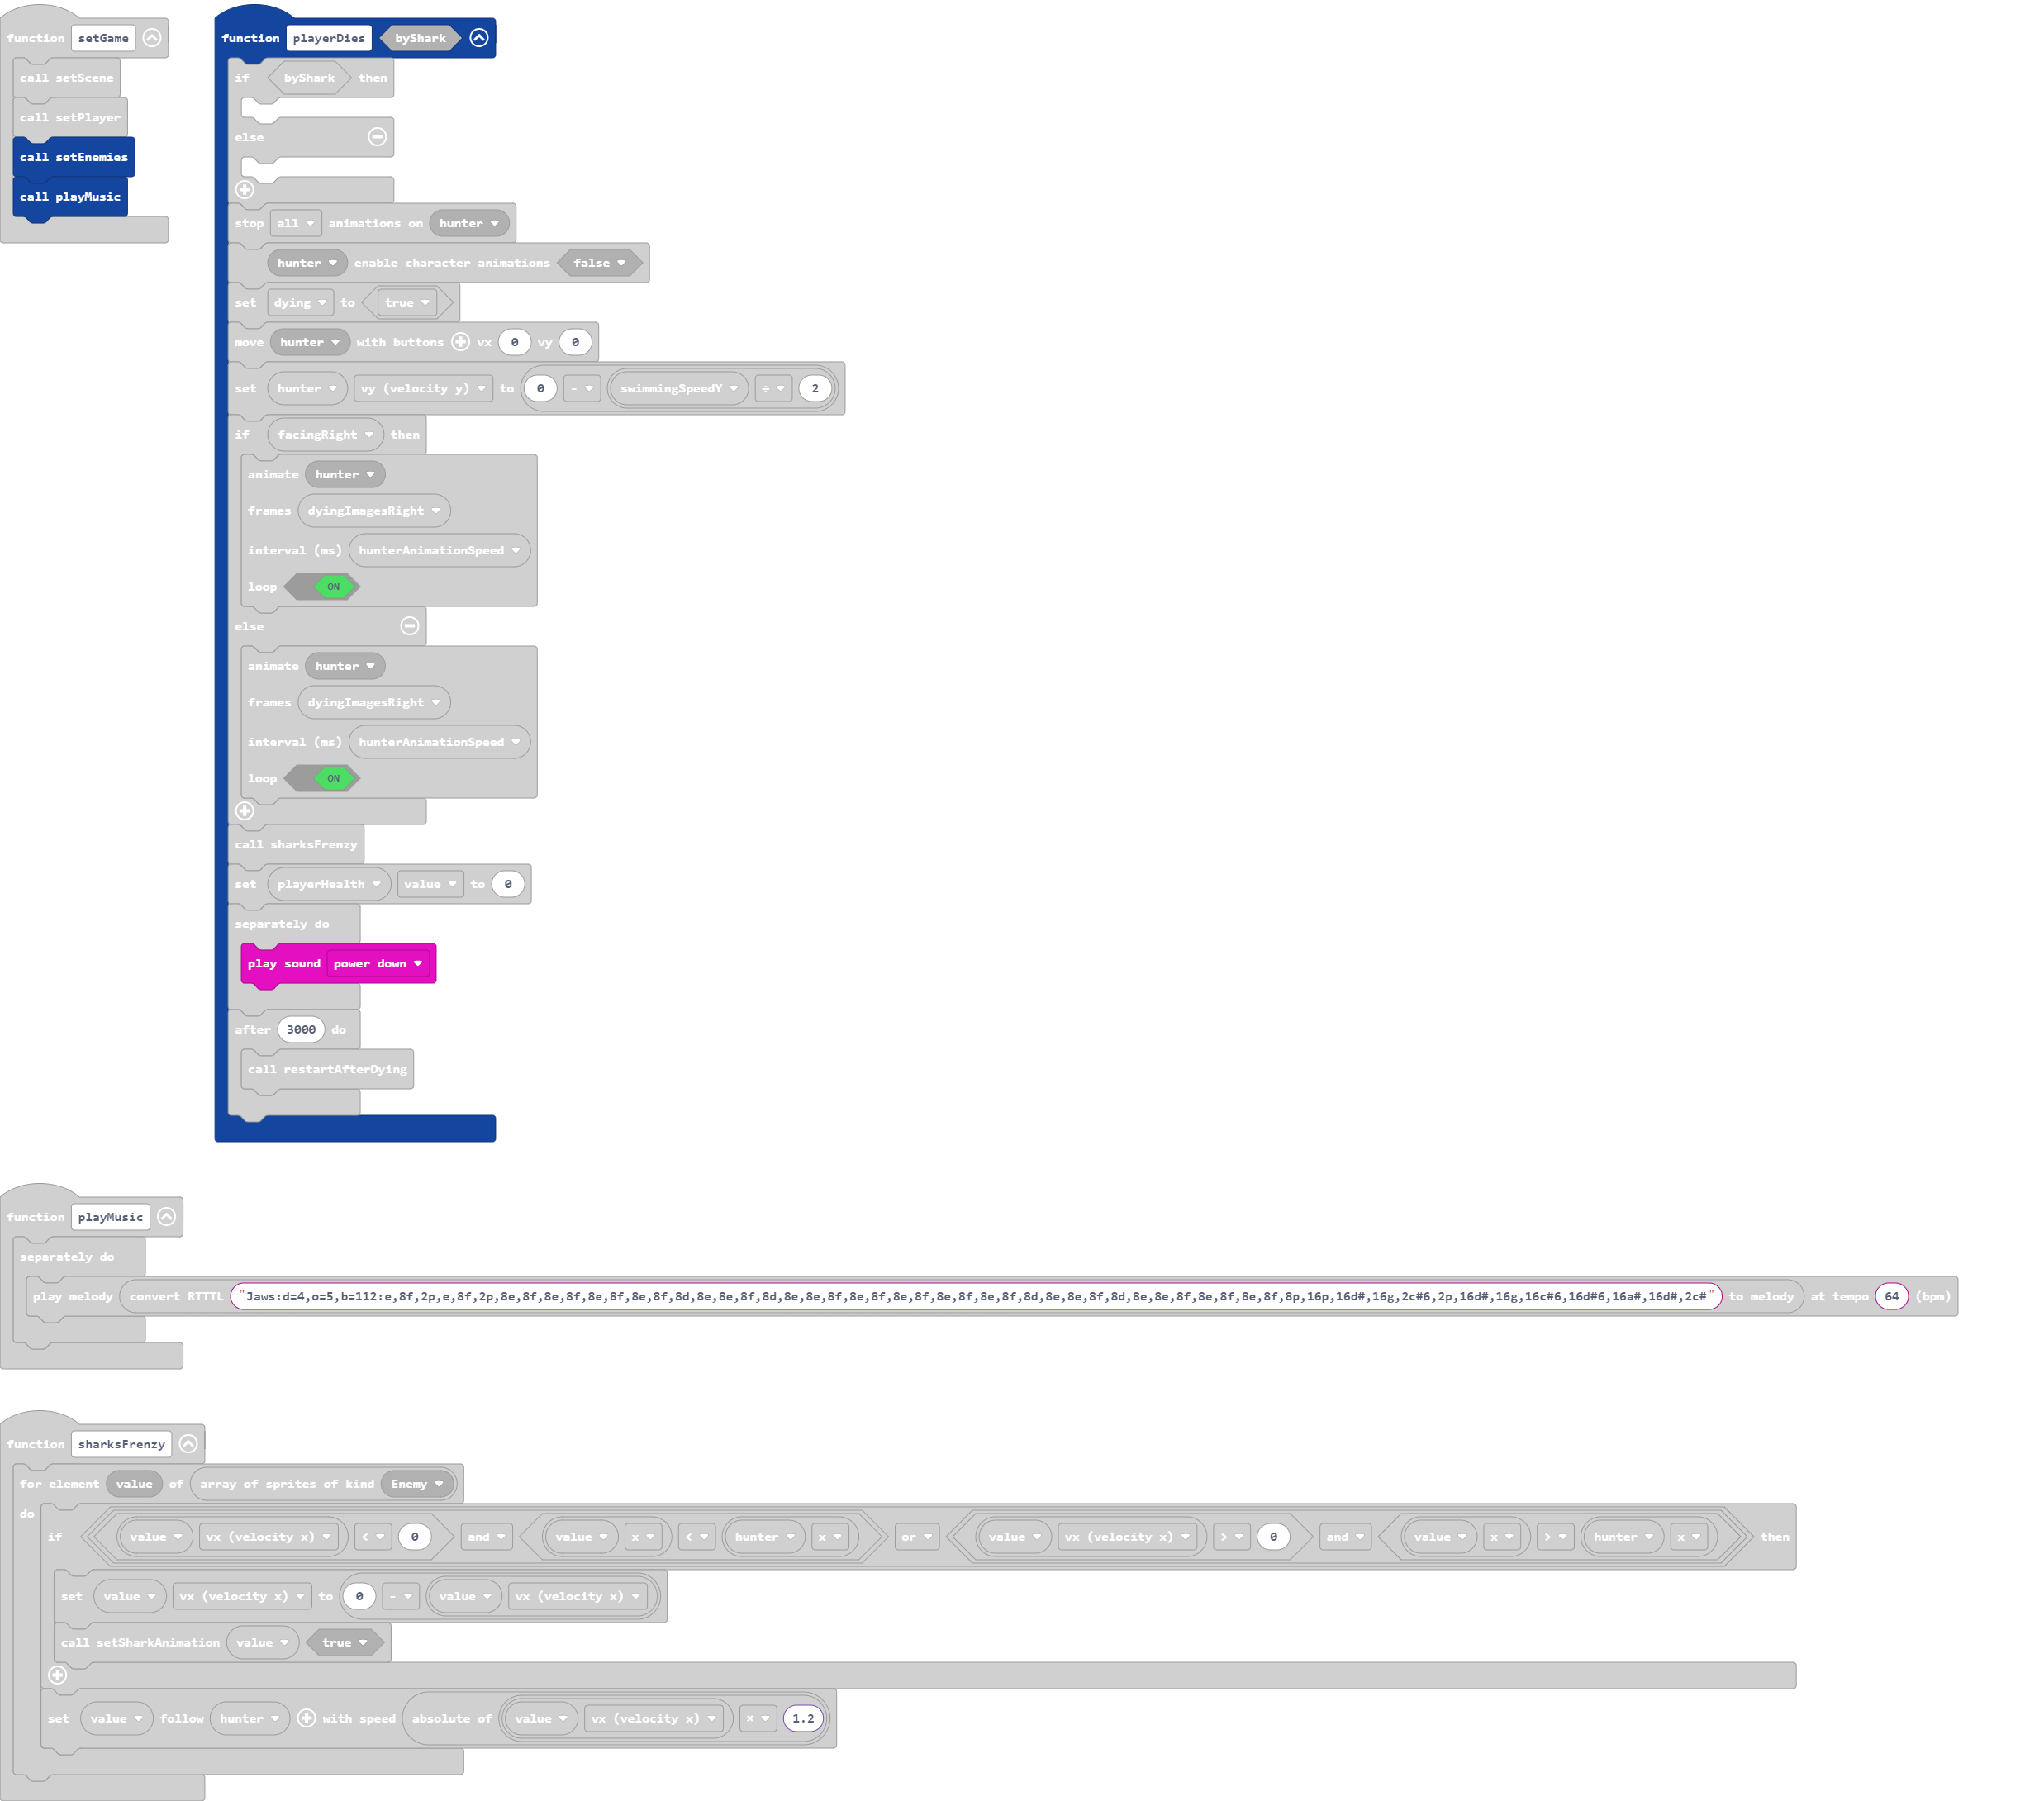 function setGame
call setScene
call setPlayer
call setEnemies
call playMusic
function playerDies byShark
if byShark then
else
stop all animations on hunter
hunter enable character animations false
set dying to true
move hunter with buttons vx 0 vy 0
set hunter vy (velocity y) to 0 - swimmingSpeedY ÷ 2
if facingRight then
animate hunter
frames dyingImagesRight
interval (ms) hunterAnimationSpeed
loop ON
else
animate hunter
frames dyingImagesRight
interval (ms) hunterAnimationSpeed
loop ON
call sharksFrenzy
set playerHealth value to 0
separately do
play sound power down
after 3000 do
call restartAfterDying
function playMusic
separately do
play melody convert RTTTL "Jaws:d=4,o=5,b=112:e,8f,2p,e,8f,2p,8e,8f,8e,8f,8e,8f,8e,8f,8d,8e,8e,8f,8d,8e,8e,8f,8e,8f,8e,8f,8e,8f,8e,8f,8d,8e,8e,8f,8d,8e,8e,8f,8e,8f,8e,8f,8p,16p,16d#,16g,2c#6,2p,16d#,16g,16c#6,16d#6,16a#,16d#,2c#" to melody at tempo 64 (bpm)
function sharksFrenzy
for element value of array of sprites of kind Enemy
do
if value vx (velocity x) < 0 and value x < hunter x or value vx (velocity x) > 0 and value x > hunter x then
set value vx (velocity x) to 0 - value vx (velocity x)
call setSharkAnimation value true
set value follow hunter with speed absolute of value vx (velocity x) × 1.2